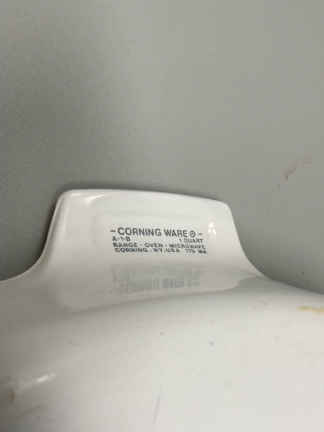 ~ CORNING WARE ® ~
A-1-B 1 QUART
RANGE · OVEN · MICROWAVE
CORNING · NY · USA